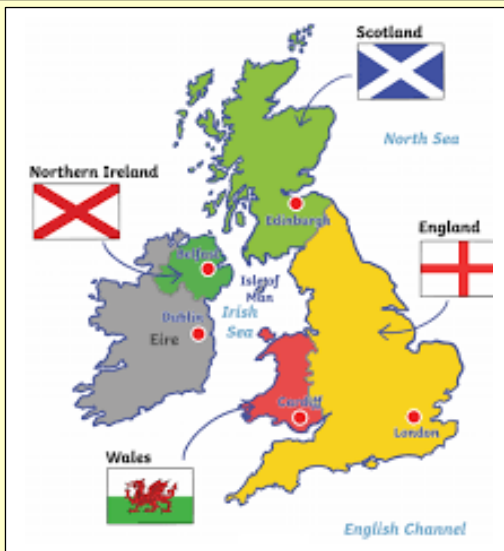 Scotland
North Sea
Northern Ireland
Edinburgh
England
Belfast
Isle of
Man
Irish
Sea
Dublin
Eire
Cardiff
London
Wales
English Channel